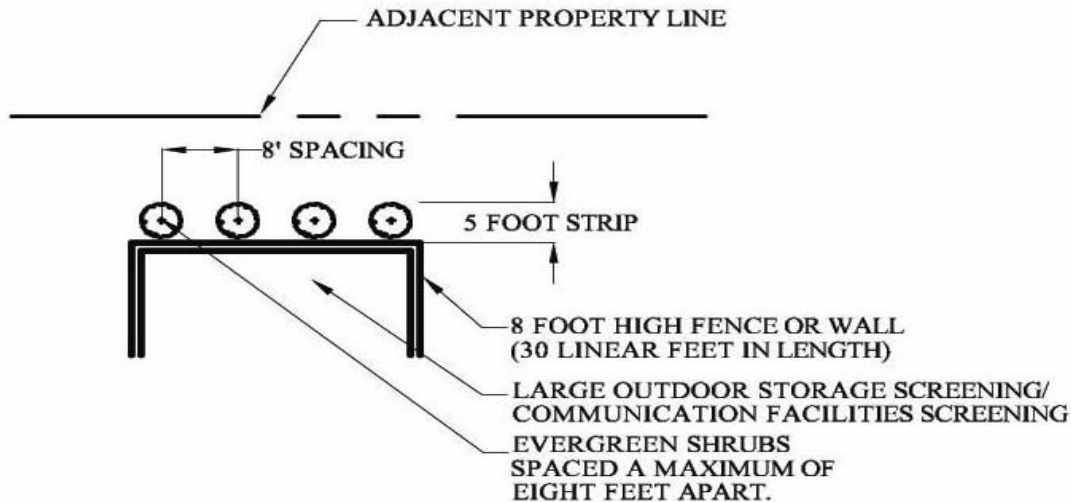 ADJACENT PROPERTY LINE
8' SPACING
5 FOOT STRIP
8 FOOT HIGH FENCE OR WALL
(30 LINEAR FEET IN LENGTH)
LARGE OUTDOOR STORAGE SCREENING/
COMMUNICATION FACILITIES SCREENING
EVERGREEN SHRUBS
SPACED A MAXIMUM OF
EIGHT FEET APART.